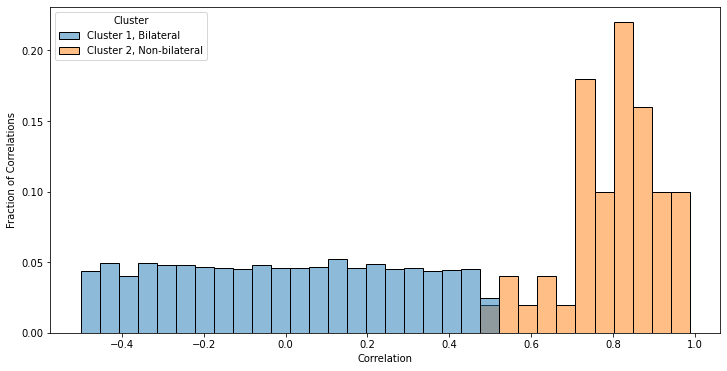 Cluster
Cluster 1, Bilateral
Cluster 2, Non-bilateral
Fraction of Correlations
0.20
0.15
0.10
0.05
0.00
−0.4 −0.2 0.0 0.2 0.4 0.6 0.8 1.0
Correlation